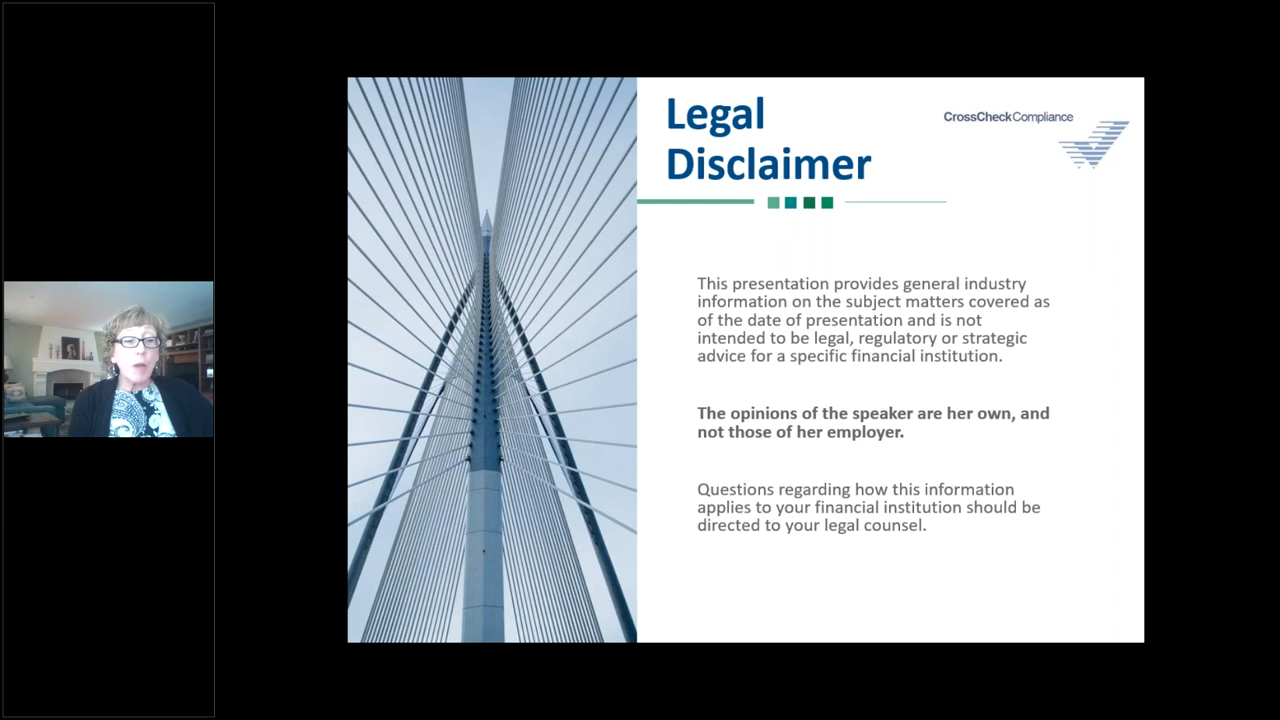 Legal
Disclaimer
CrossCheckCompliance
This presentation provides general industry
information on the subject matters covered as
of the date of presentation and is not
intended to be legal, regulatory or strategic
advice for a specific financial institution.
The opinions of the speaker are her own, and
not those of her employer.
Questions regarding how this information
applies to your financial institution should be
directed to your legal counsel.